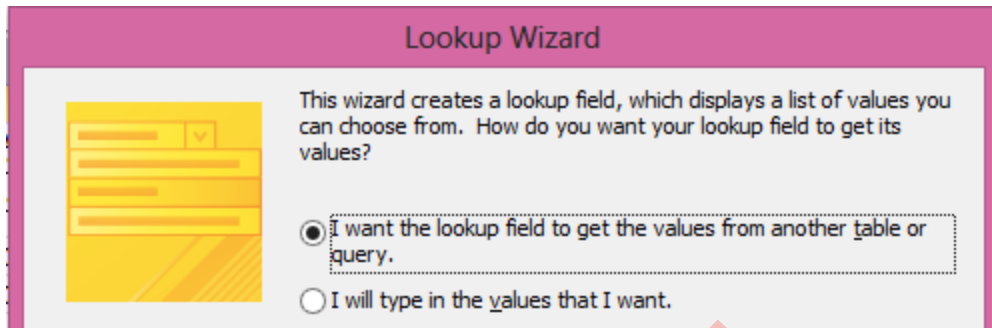 Lookup Wizard
This wizard creates a lookup field, which displays a list of values you
can choose from.  How do you want your lookup field to get its
values?
I want the lookup field to get the values from another table or
query.
I will type in the values that I want.